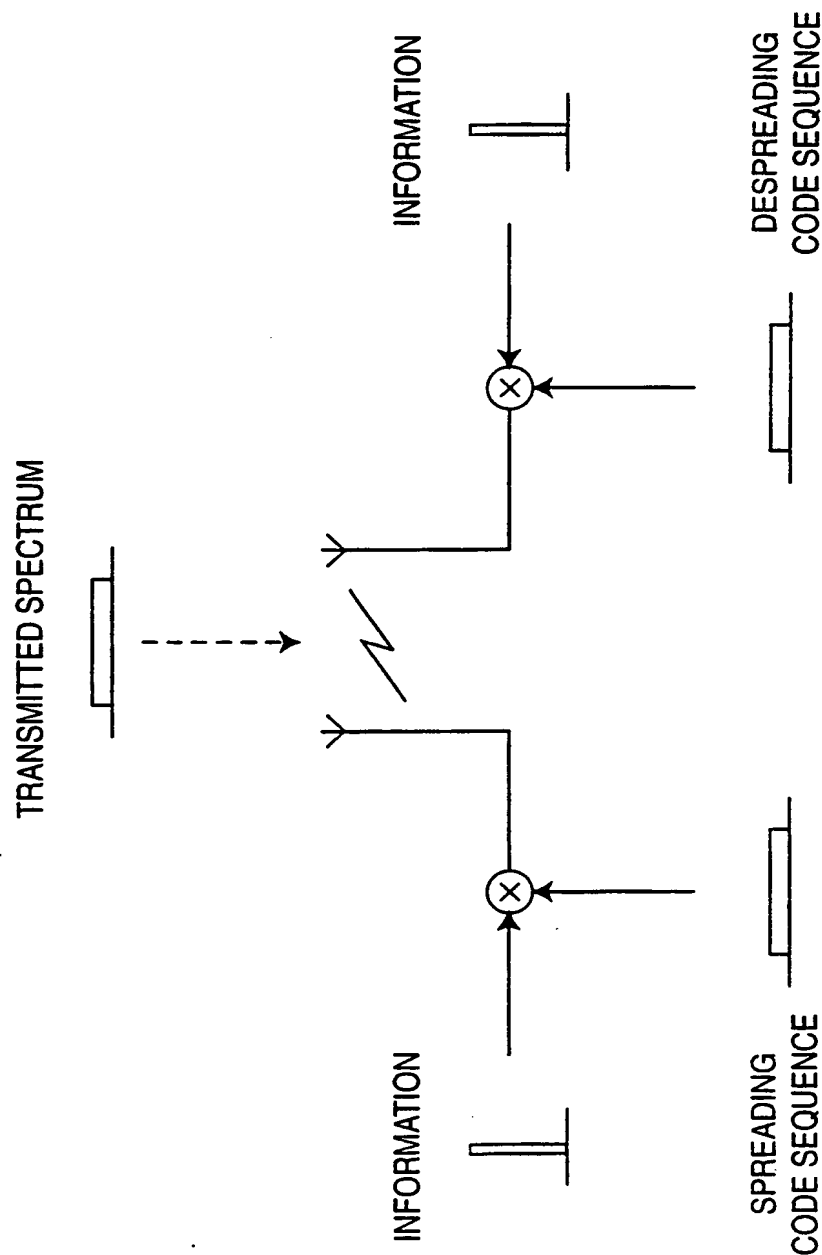 TRANSMITTED SPECTRUM
INFORMATION
INFORMATION
SPREADING
CODE SEQUENCE
DESPREADING
CODE SEQUENCE